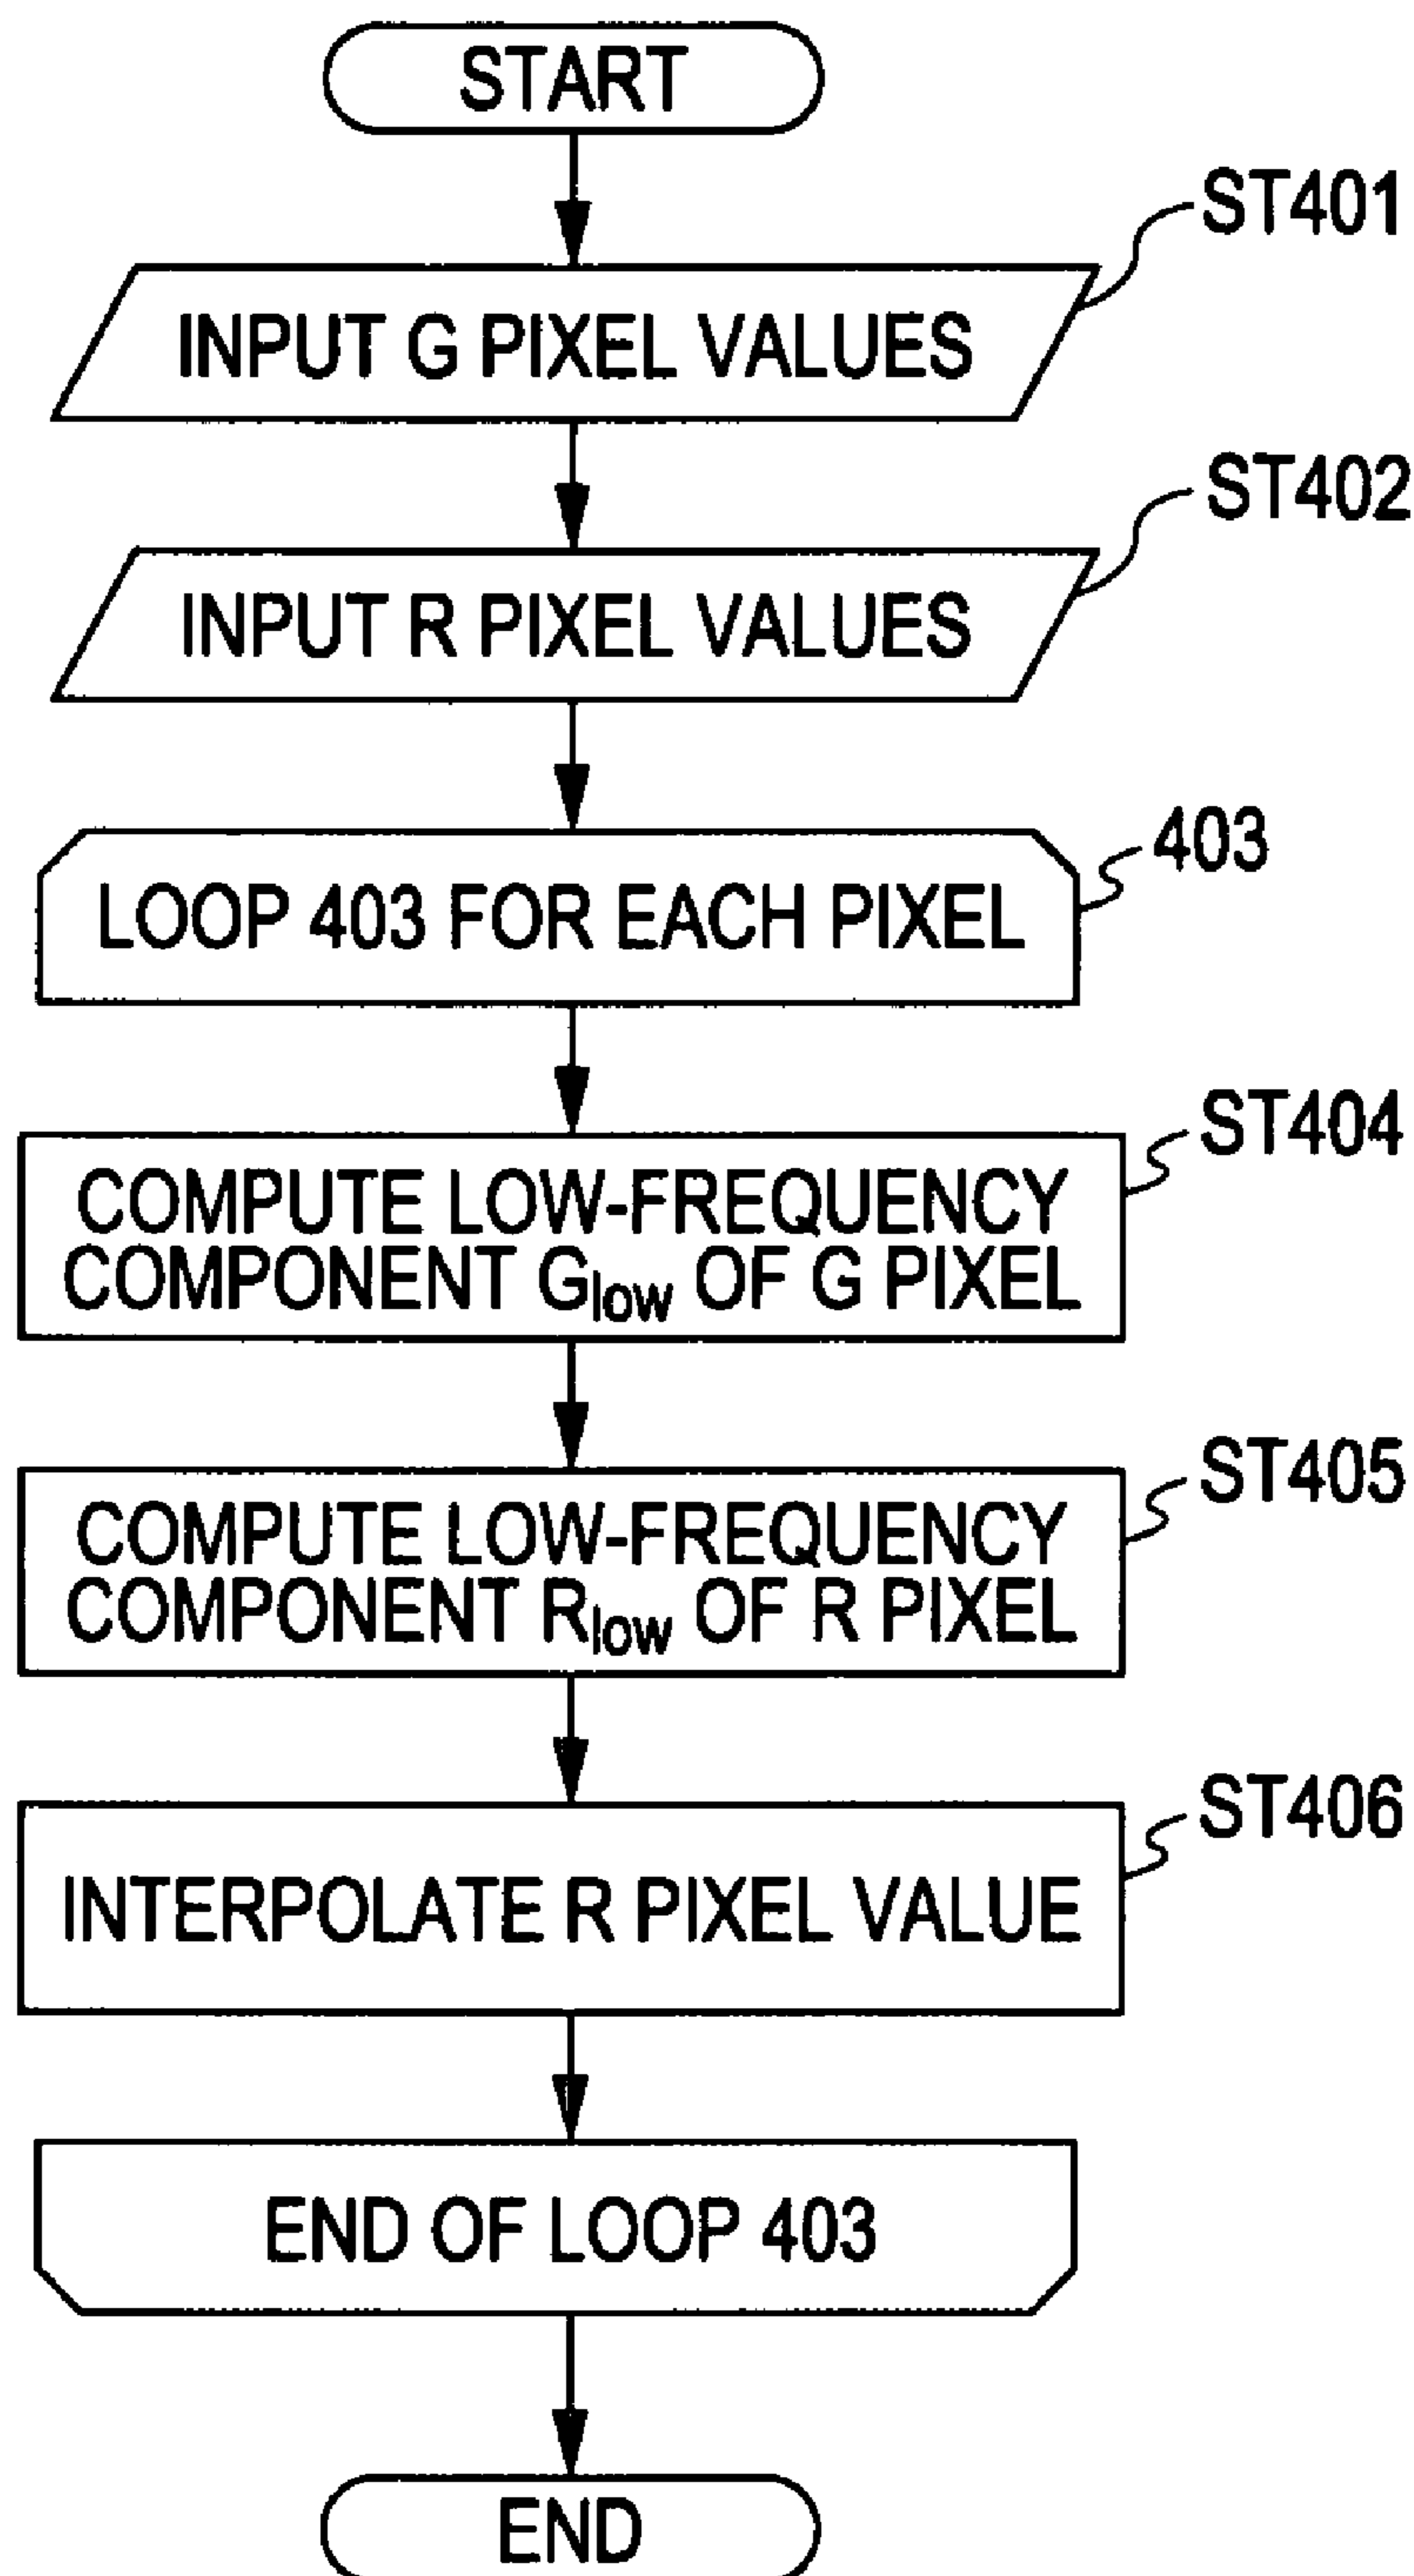 START
ST401
INPUT G PIXEL VALUES
ST402
INPUT R PIXEL VALUES
403
LOOP 403 FOR EACH PIXEL
ST404
COMPUTE LOW-FREQUENCY
COMPONENT Glow OF G PIXEL
ST405
COMPUTE LOW-FREQUENCY
COMPONENT Rlow OF R PIXEL
ST406
INTERPOLATE R PIXEL VALUE
END OF LOOP 403
END